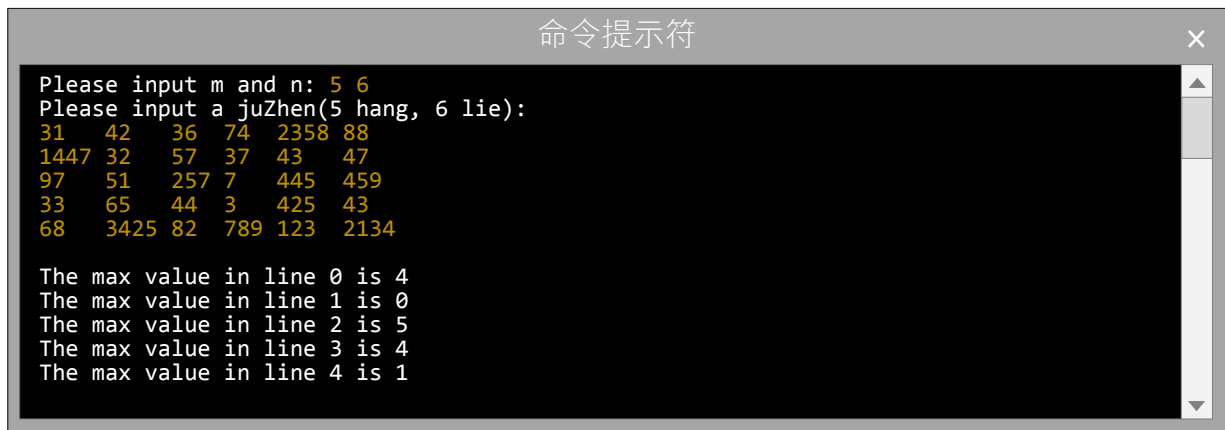 命令提示符
Please input m and n: 5 6
Please input a juZhen(5 hang, 6 lie):
31 42 36 74 2358 88
1447 32 57 37 43 47
97 51 257 7 445 459
33 65 44 3 425 43
68 3425 82 789 123 2134
The max value in line 0 is 4
The max value in line 1 is 0
The max value in line 2 is 5
The max value in line 3 is 4
The max value in line 4 is 1